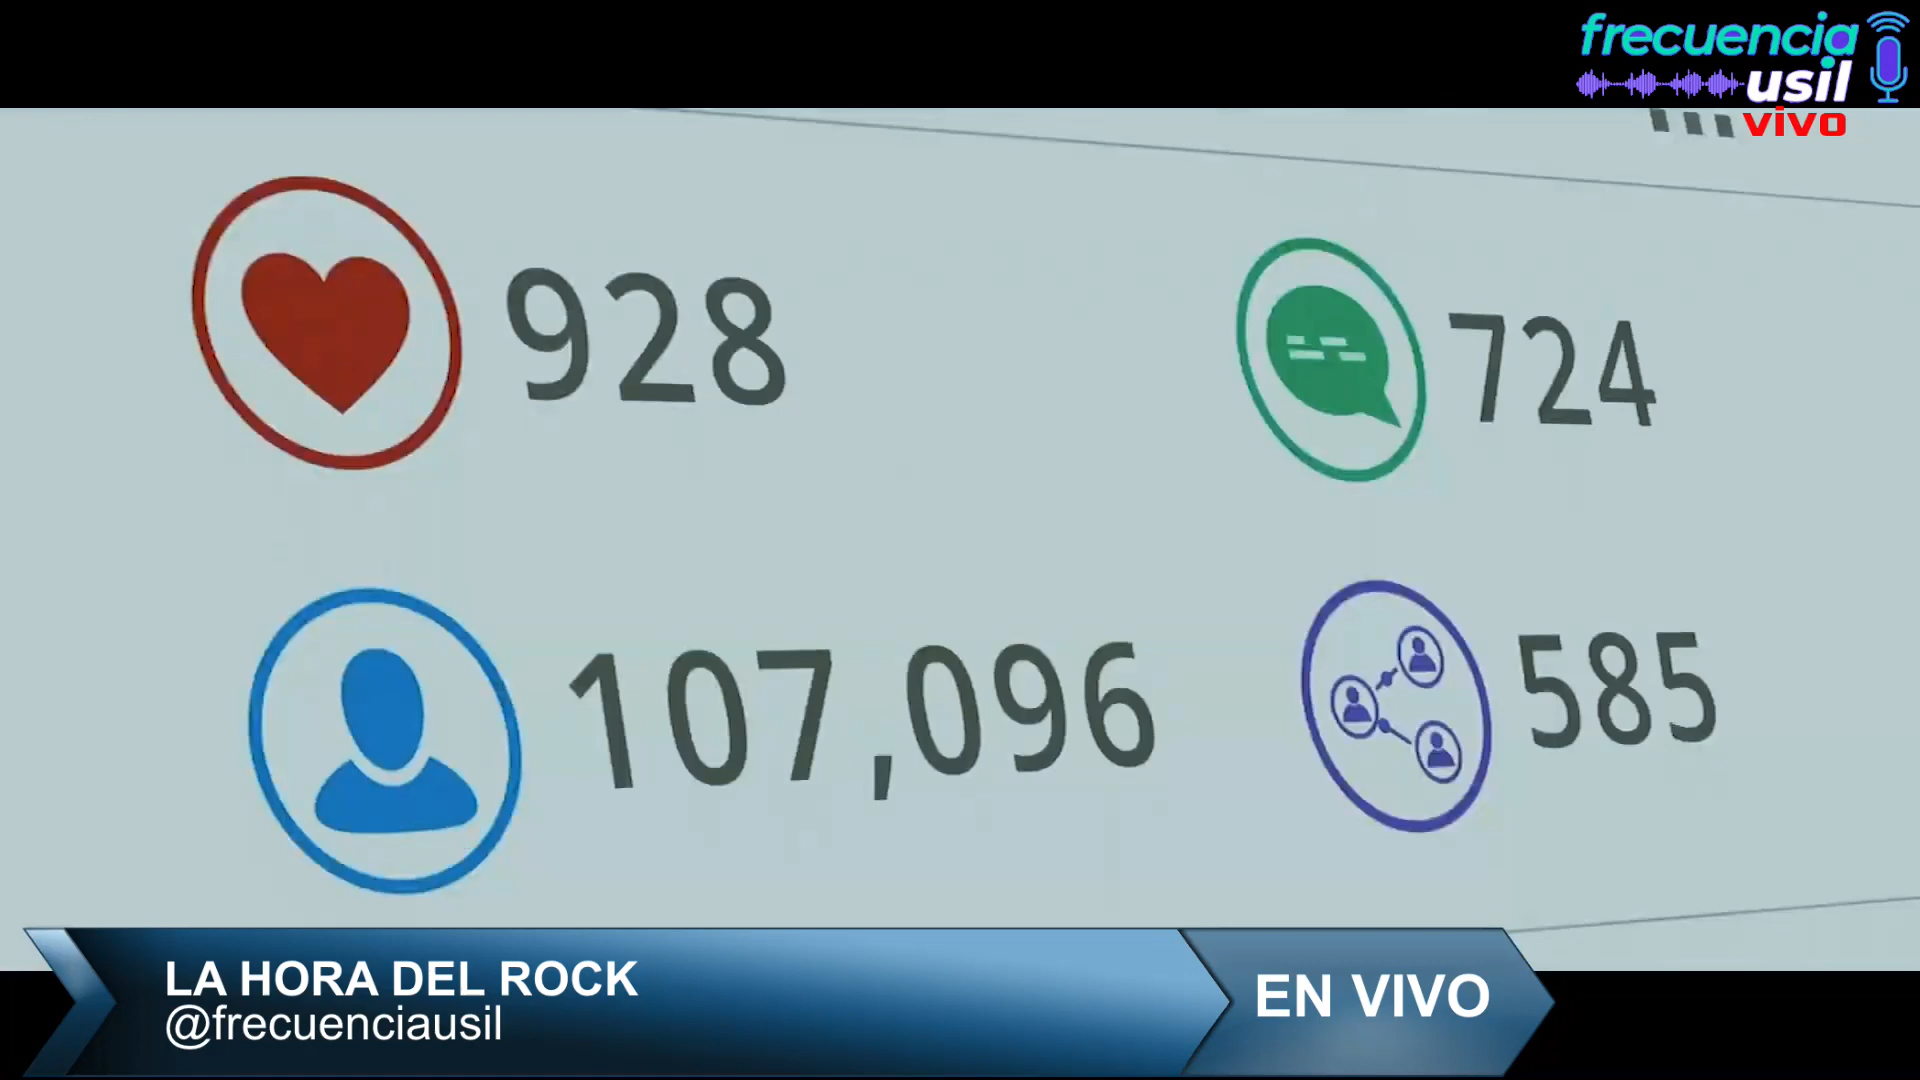 frecuencia
usil
vivo
928
724
107,096
585
LA HORA DEL ROCK
@frecuenciausil
EN VIVO